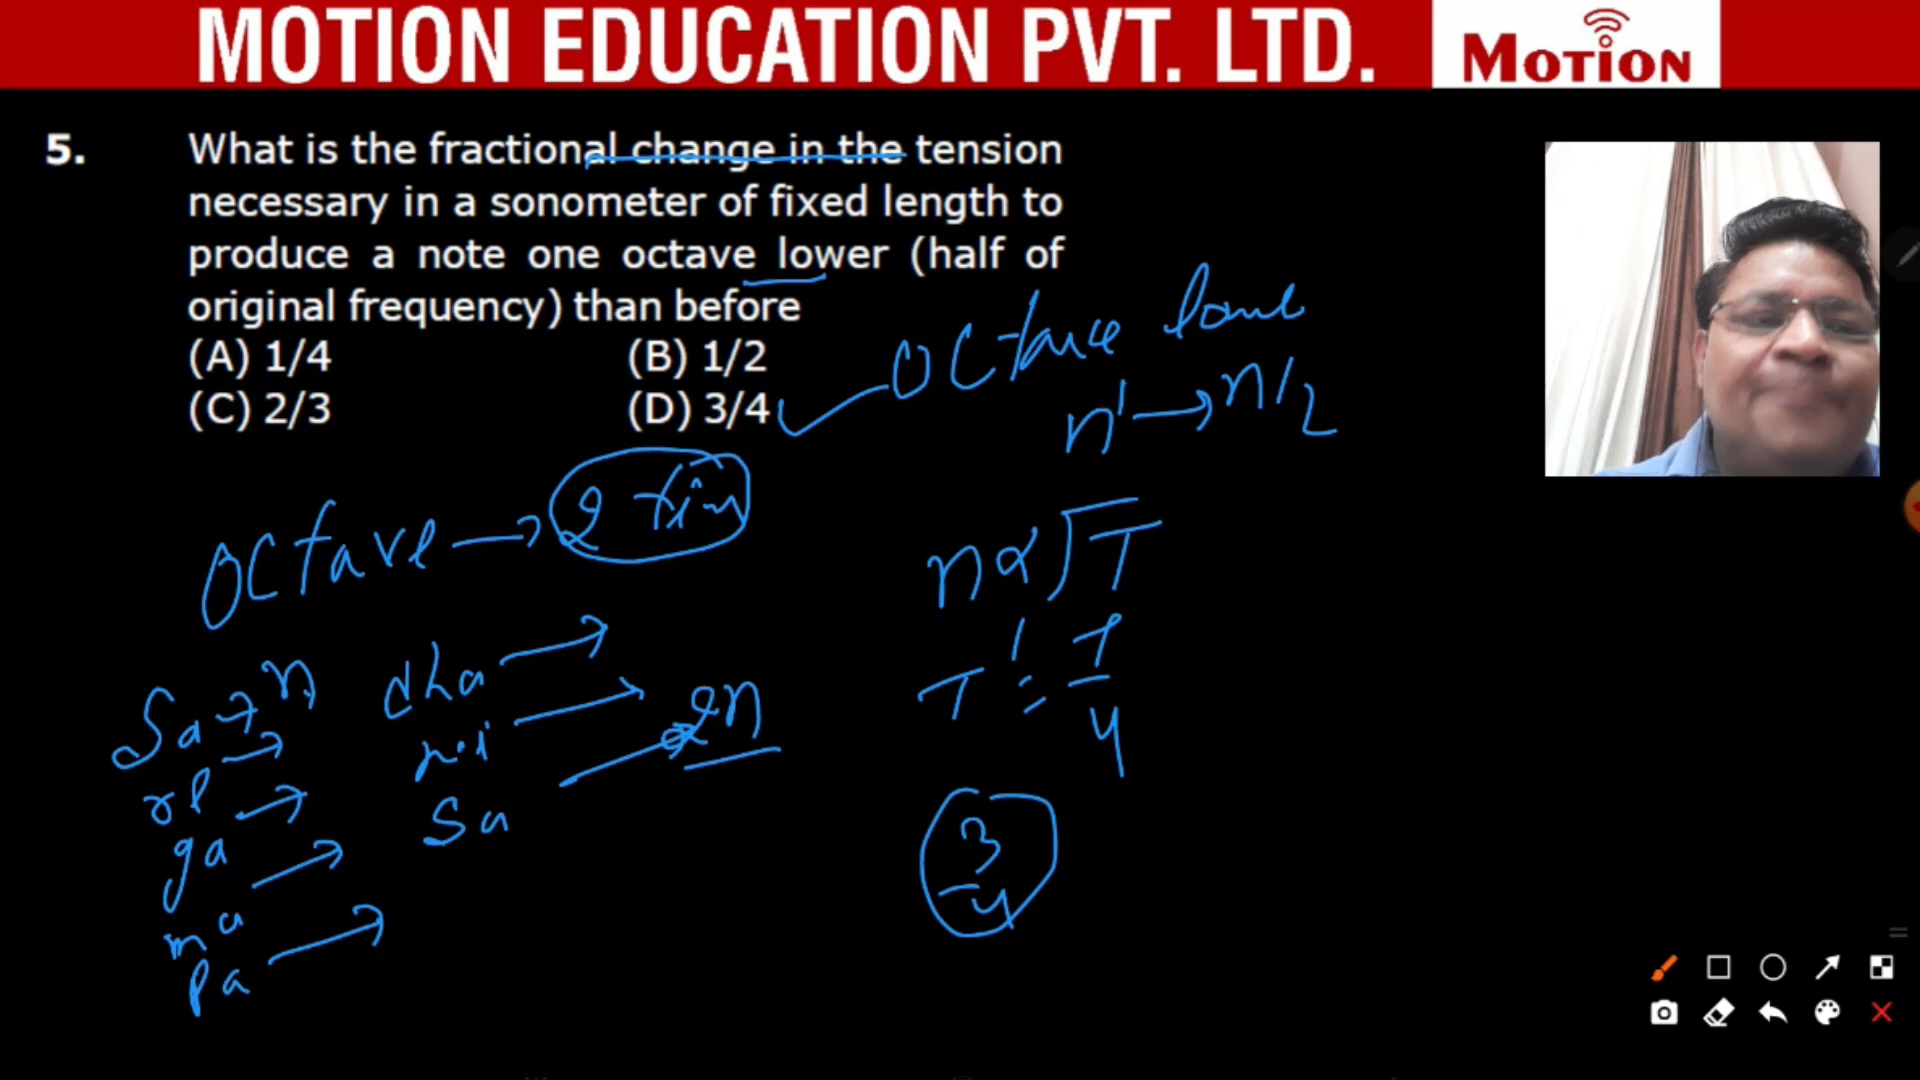 MOTION EDUCATION PVT. LTD.
MOTION
5. What is the fractional change in the tension
necessary in a sonometer of fixed length to
produce a note one octave lower (half of
original frequency) than before
(A) 1/4 (B) 1/2
(C) 2/3 (D) 3/4
Octave
n' → n/2
Octave → 2
n ∝ √T
T' = T/4
3/4
Sa → n
re →
ga →
ma →
Pa →
dha →
ni →
Sa → 2n